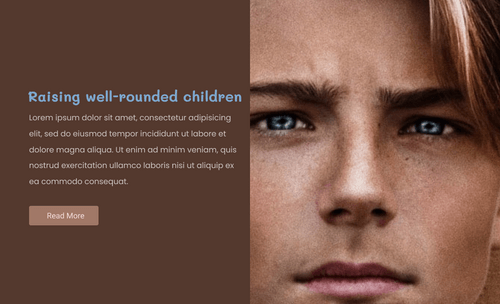 Raising well-rounded children
Lorem ipsum dolor sit amet, consectetur adipisicing
elit, sed do eiusmod tempor incididunt ut labore et
dolore magna aliqua. Ut enim ad minim veniam, quis
nostrud exercitation ullamco laboris nisi ut aliquip ex
ea commodo consequat.
Read More